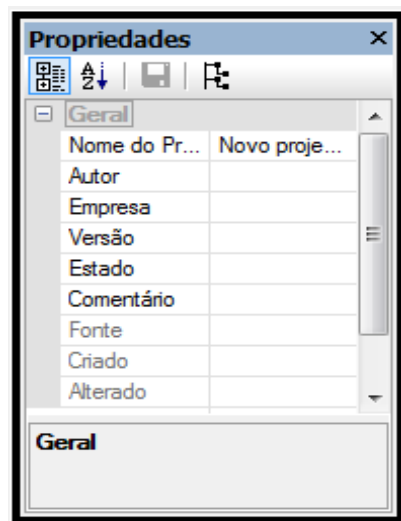 Propriedades
Geral
Nome do Pr... Novo proje...
Autor
Empresa
Versão
Estado
Comentário
Fonte
Criado
Alterado
Geral